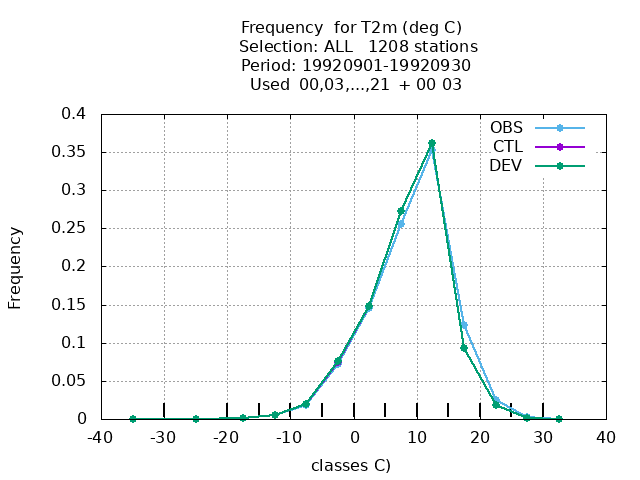 Frequency  for T2m (deg C)
Selection: ALL   1208 stations
Period: 19920901-19920930
Used  00,03,...,21  + 00 03
0.4
0.35
0.3
0.25
0.2
0.15
0.1
0.05
0
Frequency
OBS
CTL
DEV
-40 -30 -20 -10 0 10 20 30 40
classes C)